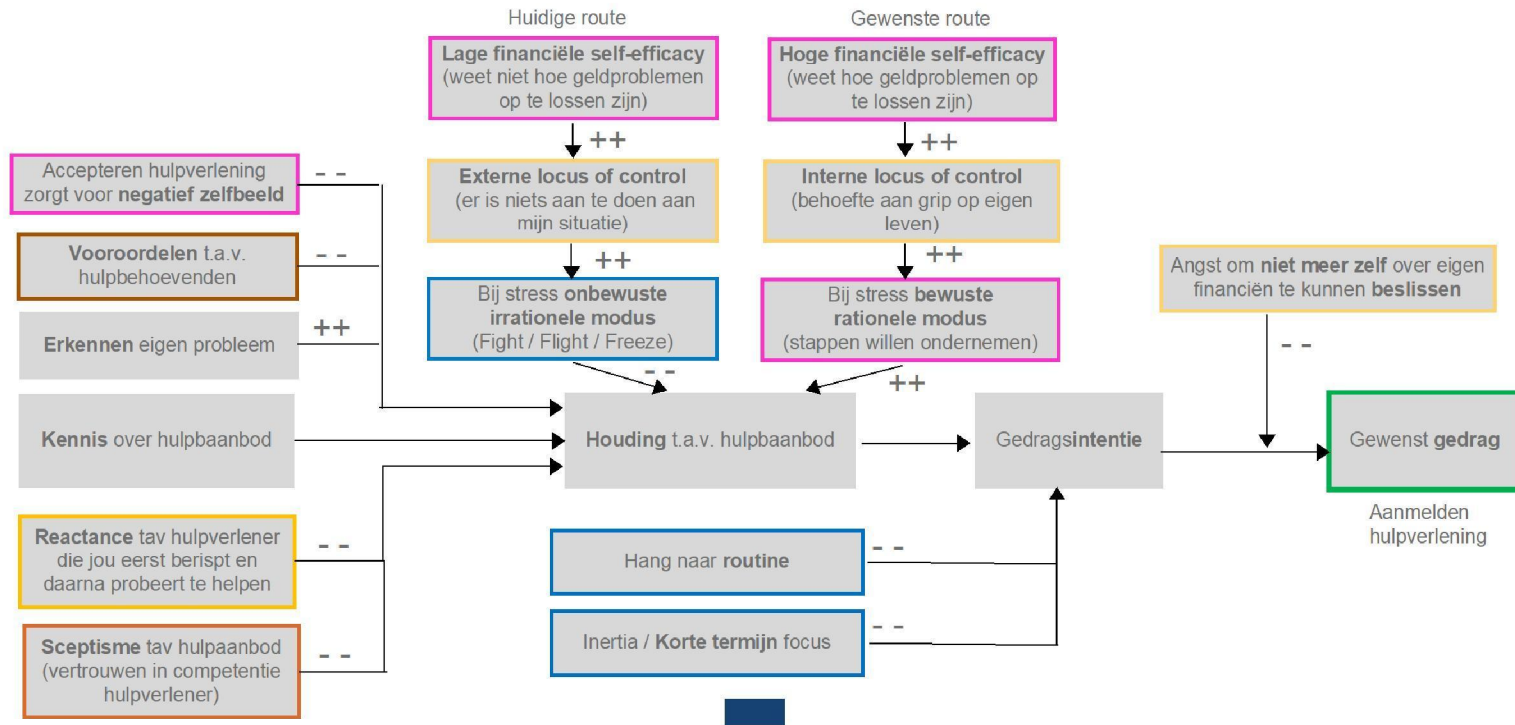 Huidige route
Gewenste route
Lage financiële self-efficacy
(weet niet hoe geldproblemen
op te lossen zijn)
Hoge financiële self-efficacy
(weet hoe geldproblemen op
te lossen zijn)
++
++
Accepteren hulpverlening
zorgt voor negatief zelfbeeld
- -
Externe locus of control
(er is niets aan te doen aan
mijn situatie)
Interne locus of control
(behoefte aan grip op eigen
leven)
Vooroordelen t.a.v.
hulpbehoevenden
- -
++
++
Angst om niet meer zelf over eigen
financiën te kunnen beslissen
Bij stress onbewuste
irrationele modus
(Fight / Flight / Freeze)
Bij stress bewuste
rationele modus
(stappen willen ondernemen)
Erkennen eigen probleem
++
- -
- -
++
Kennis over hulpbaanbod
Houding t.a.v. hulpbaanbod
Gedragsintentie
Gewenst gedrag
Aanmelden
hulpverlening
Reactance tav hulpverlener
die jou eerst berispt en
daarna probeert te helpen
- -
Hang naar routine
- -
Sceptisme tav hulpaanbod
(vertrouwen in competentie
hulpverlener)
- -
Inertia / Korte termijn focus
- -